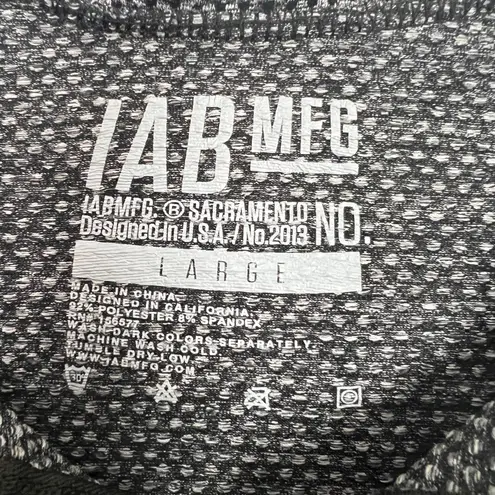 IAB MFG
IABMFG.® SACRAMENTO NO.
Designed in U.S.A./No.2013
LARGE
MADE IN CHINA
DESIGNED IN CALIFORNIA
92% POLYESTER 8% SPANDEX
WASH DARK COLORS SEPARATELY
MACHINE WASH COLD
TUMBLE DRY LOW
WWW.IABMFG.COM
30°